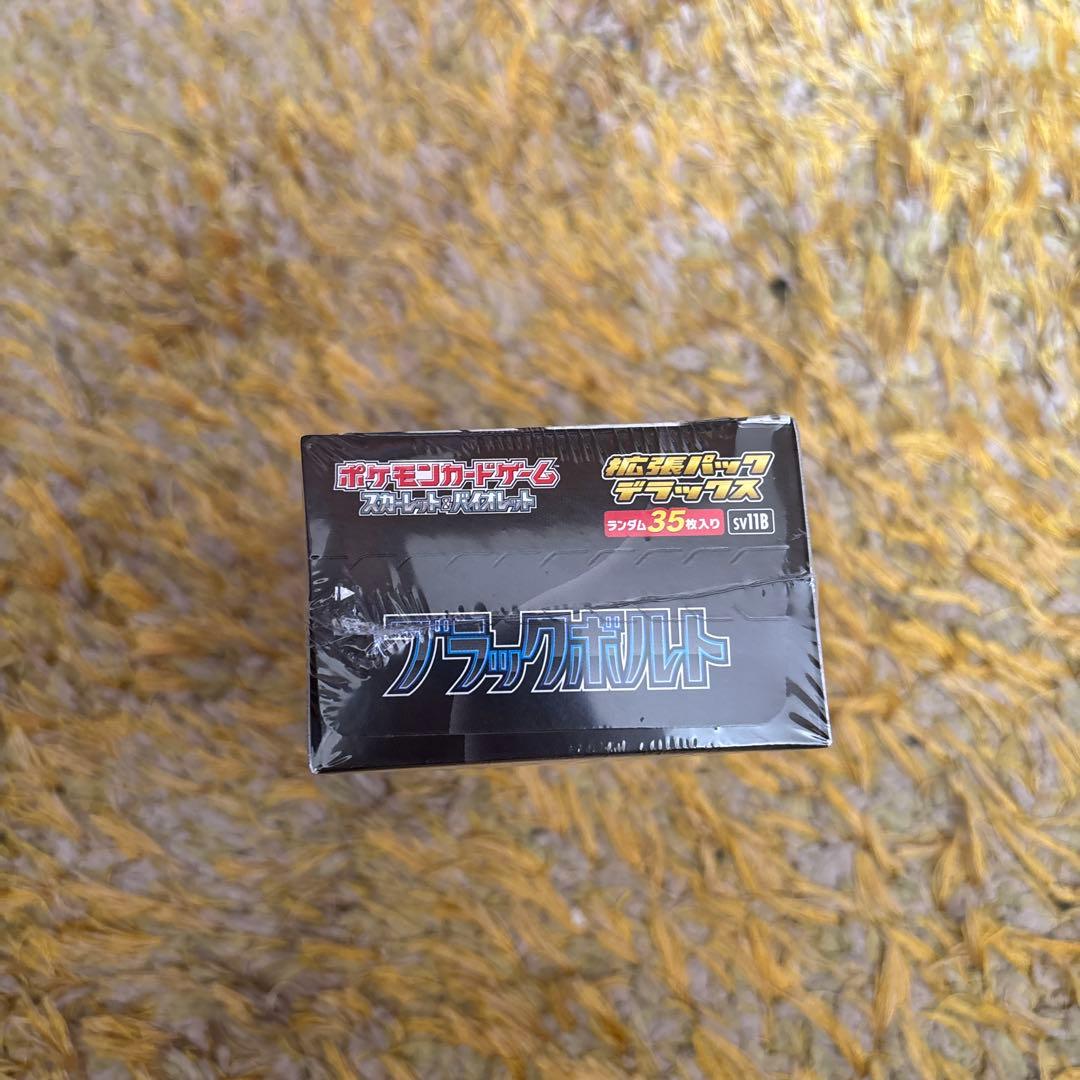 ポケモンカードゲーム
スカーレット&バイオレット
拡張パック
デラックス
ランダム35枚入り
SV11B
ブラックボルト